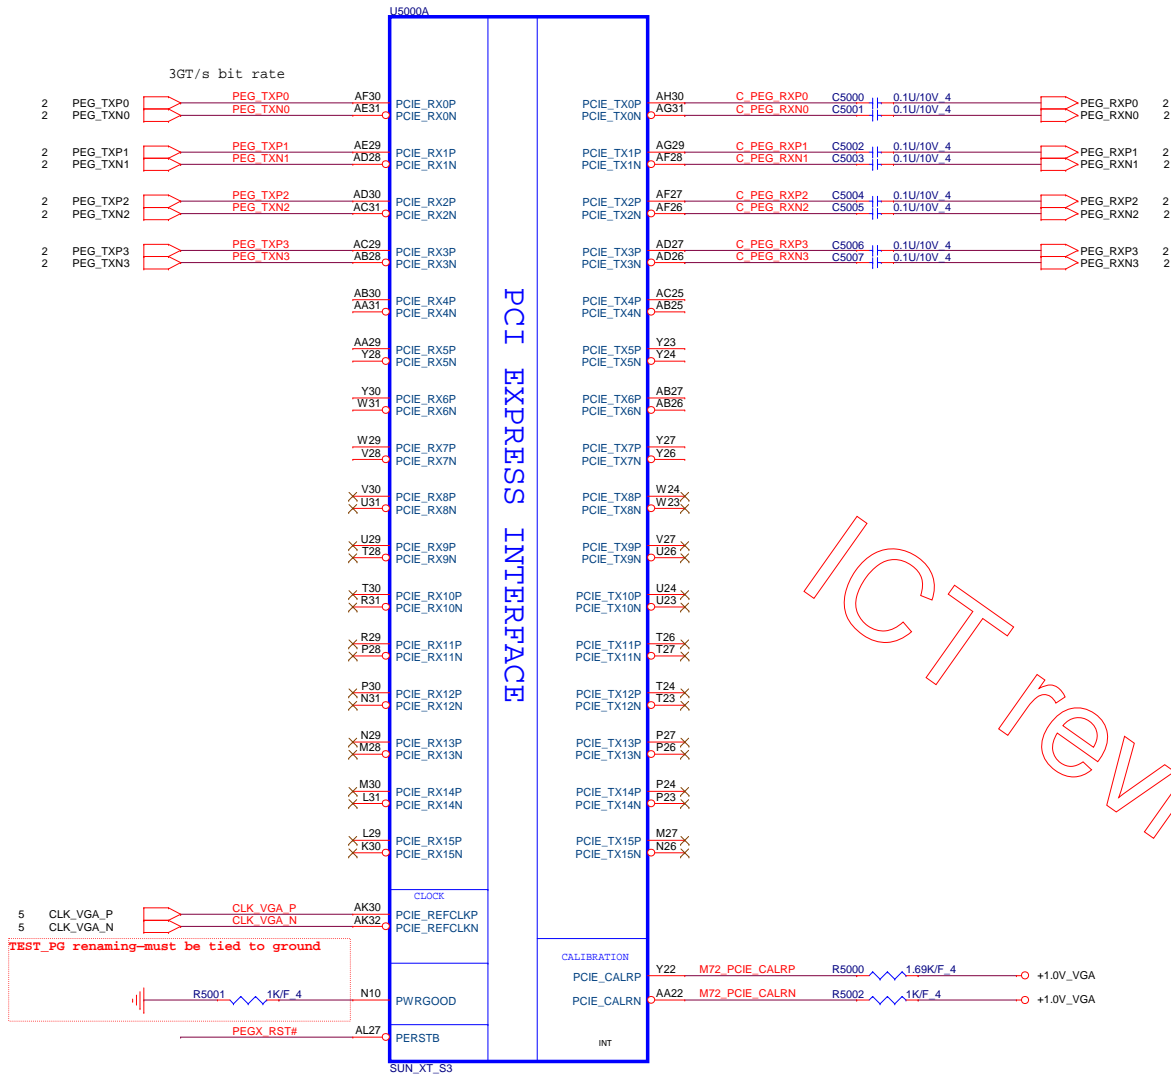 U5000A
3GT/s bit rate
2 PEG_TXP0 PEG_TXP0 AF30 PCIE_RX0P PCIE_TX0P AH30 C_PEG_RXP0 C5000 0.1U/10V_4 PEG_RXP0 2
2 PEG_TXN0 PEG_TXN0 AE31 PCIE_RX0N PCIE_TX0N AG31 C_PEG_RXN0 C5001 0.1U/10V_4 PEG_RXN0 2
2 PEG_TXP1 PEG_TXP1 AE29 PCIE_RX1P PCIE_TX1P AG29 C_PEG_RXP1 C5002 0.1U/10V_4 PEG_RXP1 2
2 PEG_TXN1 PEG_TXN1 AD28 PCIE_RX1N PCIE_TX1N AF28 C_PEG_RXN1 C5003 0.1U/10V_4 PEG_RXN1 2
2 PEG_TXP2 PEG_TXP2 AD30 PCIE_RX2P PCIE_TX2P AF27 C_PEG_RXP2 C5004 0.1U/10V_4 PEG_RXP2 2
2 PEG_TXN2 PEG_TXN2 AC31 PCIE_RX2N PCIE_TX2N AF26 C_PEG_RXN2 C5005 0.1U/10V_4 PEG_RXN2 2
2 PEG_TXP3 PEG_TXP3 AC29 PCIE_RX3P PCIE_TX3P AD27 C_PEG_RXP3 C5006 0.1U/10V_4 PEG_RXP3 2
2 PEG_TXN3 PEG_TXN3 AB28 PCIE_RX3N PCIE_TX3N AD26 C_PEG_RXN3 C5007 0.1U/10V_4 PEG_RXN3 2
AB30 PCIE_RX4P PCIE_TX4P AC25
AA31 PCIE_RX4N PCIE_TX4N AB25
AA29 PCIE_RX5P PCIE_TX5P Y23
Y28 PCIE_RX5N PCIE_TX5N Y24
Y30 PCIE_RX6P PCIE_TX6P AB27
W31 PCIE_RX6N PCIE_TX6N AB26
W29 PCIE_RX7P PCIE_TX7P Y27
V28 PCIE_RX7N PCIE_TX7N Y26
V30 PCIE_RX8P PCIE_TX8P W24
U31 PCIE_RX8N PCIE_TX8N W23
U29 PCIE_RX9P PCIE_TX9P V27
T28 PCIE_RX9N PCIE_TX9N U26
T30 PCIE_RX10P PCIE_TX10P U24
R31 PCIE_RX10N PCIE_TX10N U23
R29 PCIE_RX11P PCIE_TX11P T26
P28 PCIE_RX11N PCIE_TX11N T27
P30 PCIE_RX12P PCIE_TX12P T24
N31 PCIE_RX12N PCIE_TX12N T23
N29 PCIE_RX13P PCIE_TX13P P27
M28 PCIE_RX13N PCIE_TX13N P26
M30 PCIE_RX14P PCIE_TX14P P24
L31 PCIE_RX14N PCIE_TX14N P23
L29 PCIE_RX15P PCIE_TX15P M27
K30 PCIE_RX15N PCIE_TX15N N26
PCI EXPRESS INTERFACE
ICT rev
CLOCK
5 CLK_VGA_P CLK_VGA_P AK30 PCIE_REFCLKP
5 CLK_VGA_N CLK_VGA_N AK32 PCIE_REFCLKN
TEST_PG renaming—must be tied to ground
CALIBRATION
PCIE_CALRP Y22 M72_PCIE_CALRP R5000 1.69K/F_4 +1.0V_VGA
R5001 1K/F_4 N10 PWRGOOD PCIE_CALRN AA22 M72_PCIE_CALRN R5002 1K/F_4 +1.0V_VGA
PEGX_RST# AL27 PERSTB
INT
SUN_XT_S3